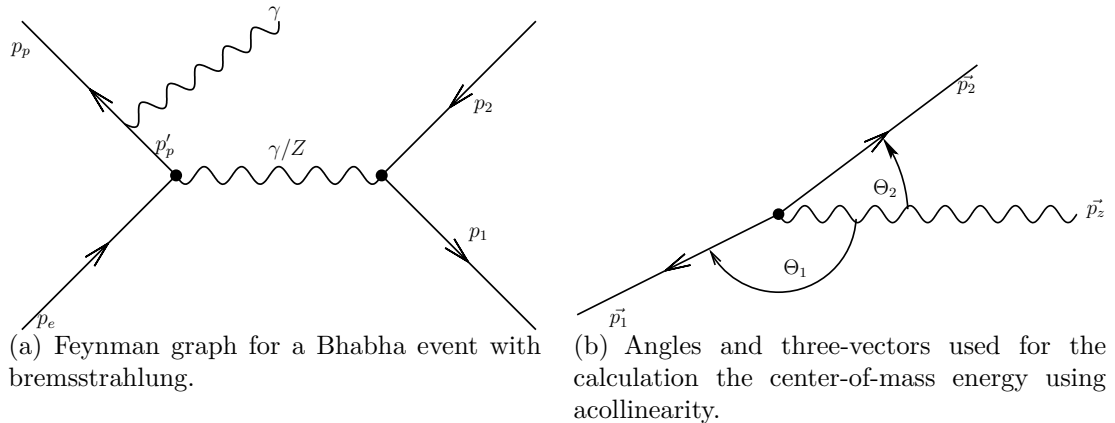 γ
p_p
p_2
p′_p
γ/Z
p_1
p_e
(a) Feynman graph for a Bhabha event with
bremsstrahlung.
p⃗_2
Θ_2
p⃗_z
Θ_1
p⃗_1
(b) Angles and three-vectors used for the
calculation the center-of-mass energy using
acollinearity.